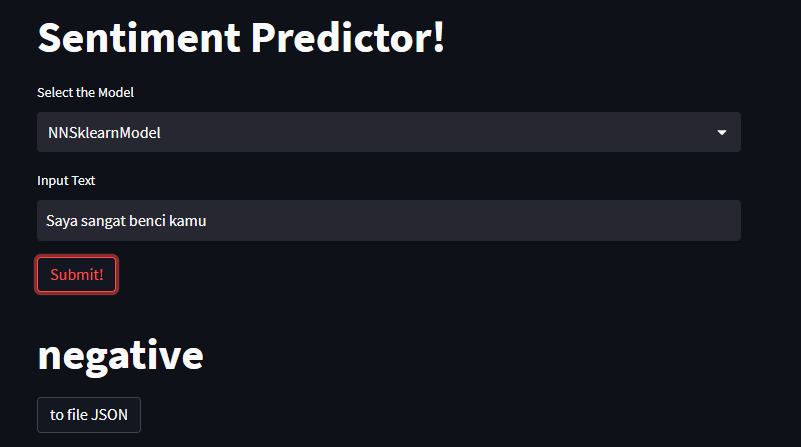 Sentiment Predictor!
Select the Model
NNSklearnModel
Input Text
Saya sangat benci kamu
Submit!
negative
to file JSON